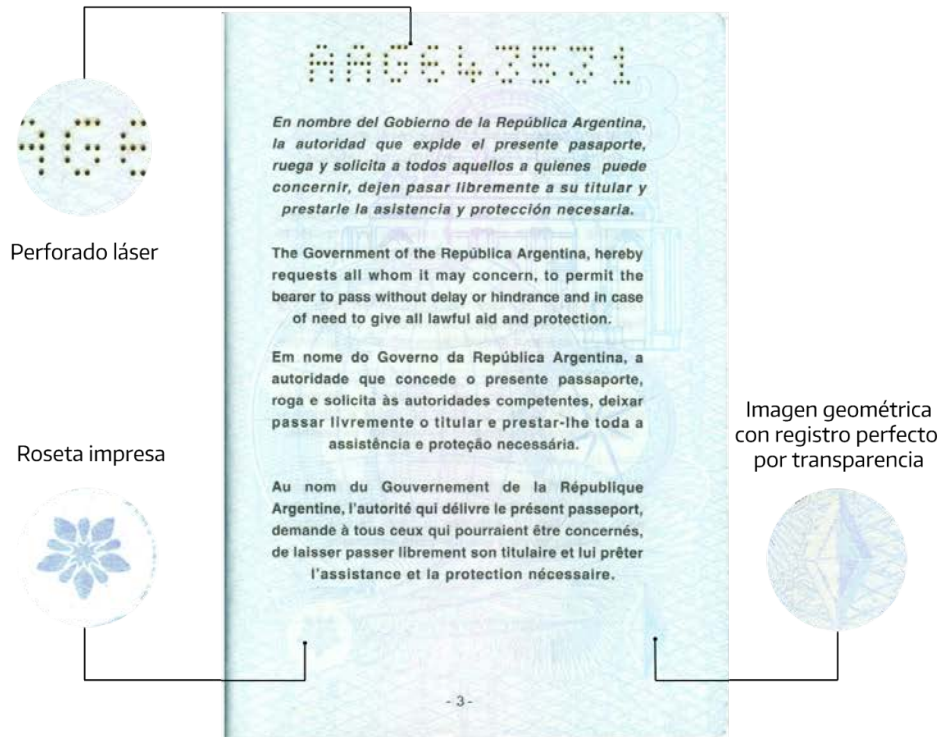 AAG643531
AGE
Perforado láser
En nombre del Gobierno de la República Argentina,
la autoridad que expide el presente pasaporte,
ruega y solicita a todos aquellos a quienes puede
concernir, dejen pasar libremente a su titular y
prestarle la asistencia y protección necesaria.
The Government of the República Argentina, hereby
requests all whom it may concern, to permit the
bearer to pass without delay or hindrance and in case
of need to give all lawful aid and protection.
Em nome do Governo da República Argentina, a
autoridade que concede o presente passaporte,
roga e solicita às autoridades competentes, deixar
passar livremente o titular e prestar-lhe toda a
assistência e proteção necessária.
Roseta impresa
Imagen geométrica
con registro perfecto
por transparencia
Au nom du Gouvernement de la République
Argentine, l'autorité qui délivre le présent passeport,
demande à tous ceux qui pourraient être concernés,
de laisser passer librement son titulaire et lui prêter
l'assistance et la protection nécessaire.
- 3 -